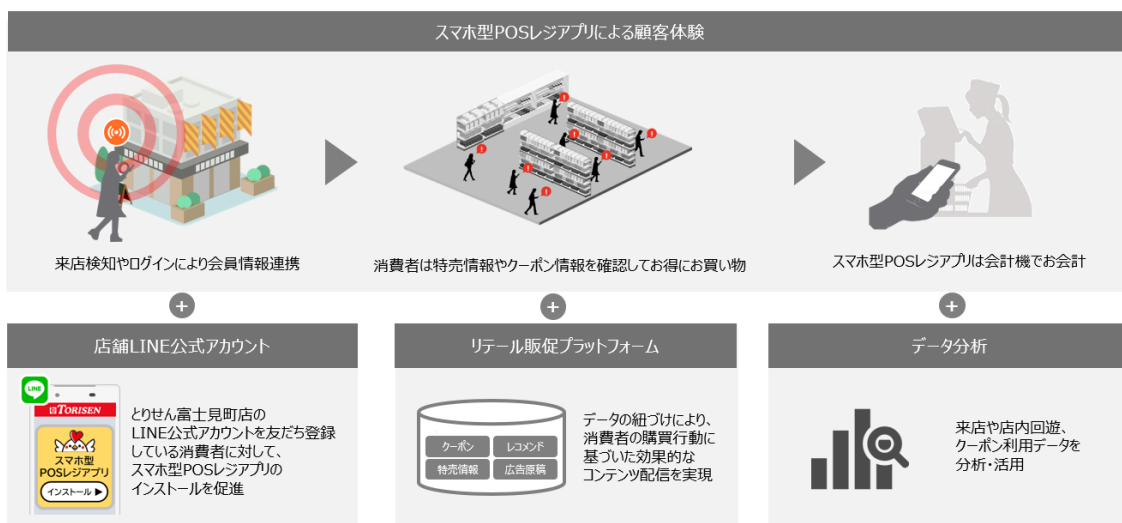 スマホ型POSレジアプリによる顧客体験
来店検知やログインにより会員情報連携
消費者は特売情報やクーポン情報を確認してお得にお買い物
スマホ型POSレジアプリは会計機でお会計
店舗LINE公式アカウント
LINE
TORISEN
スマホ型
POSレジアプリ
インストール ▶
とりせん富士見町店の
LINE公式アカウントを友だち登録
している消費者に対して、
スマホ型POSレジアプリの
インストールを促進
リテール販促プラットフォーム
クーポン
レコメンド
特売情報
広告原稿
データの紐づけにより、
消費者の購買行動に
基づいた効果的な
コンテンツ配信を実現
データ分析
来店や店内回遊、
クーポン利用データを
分析・活用